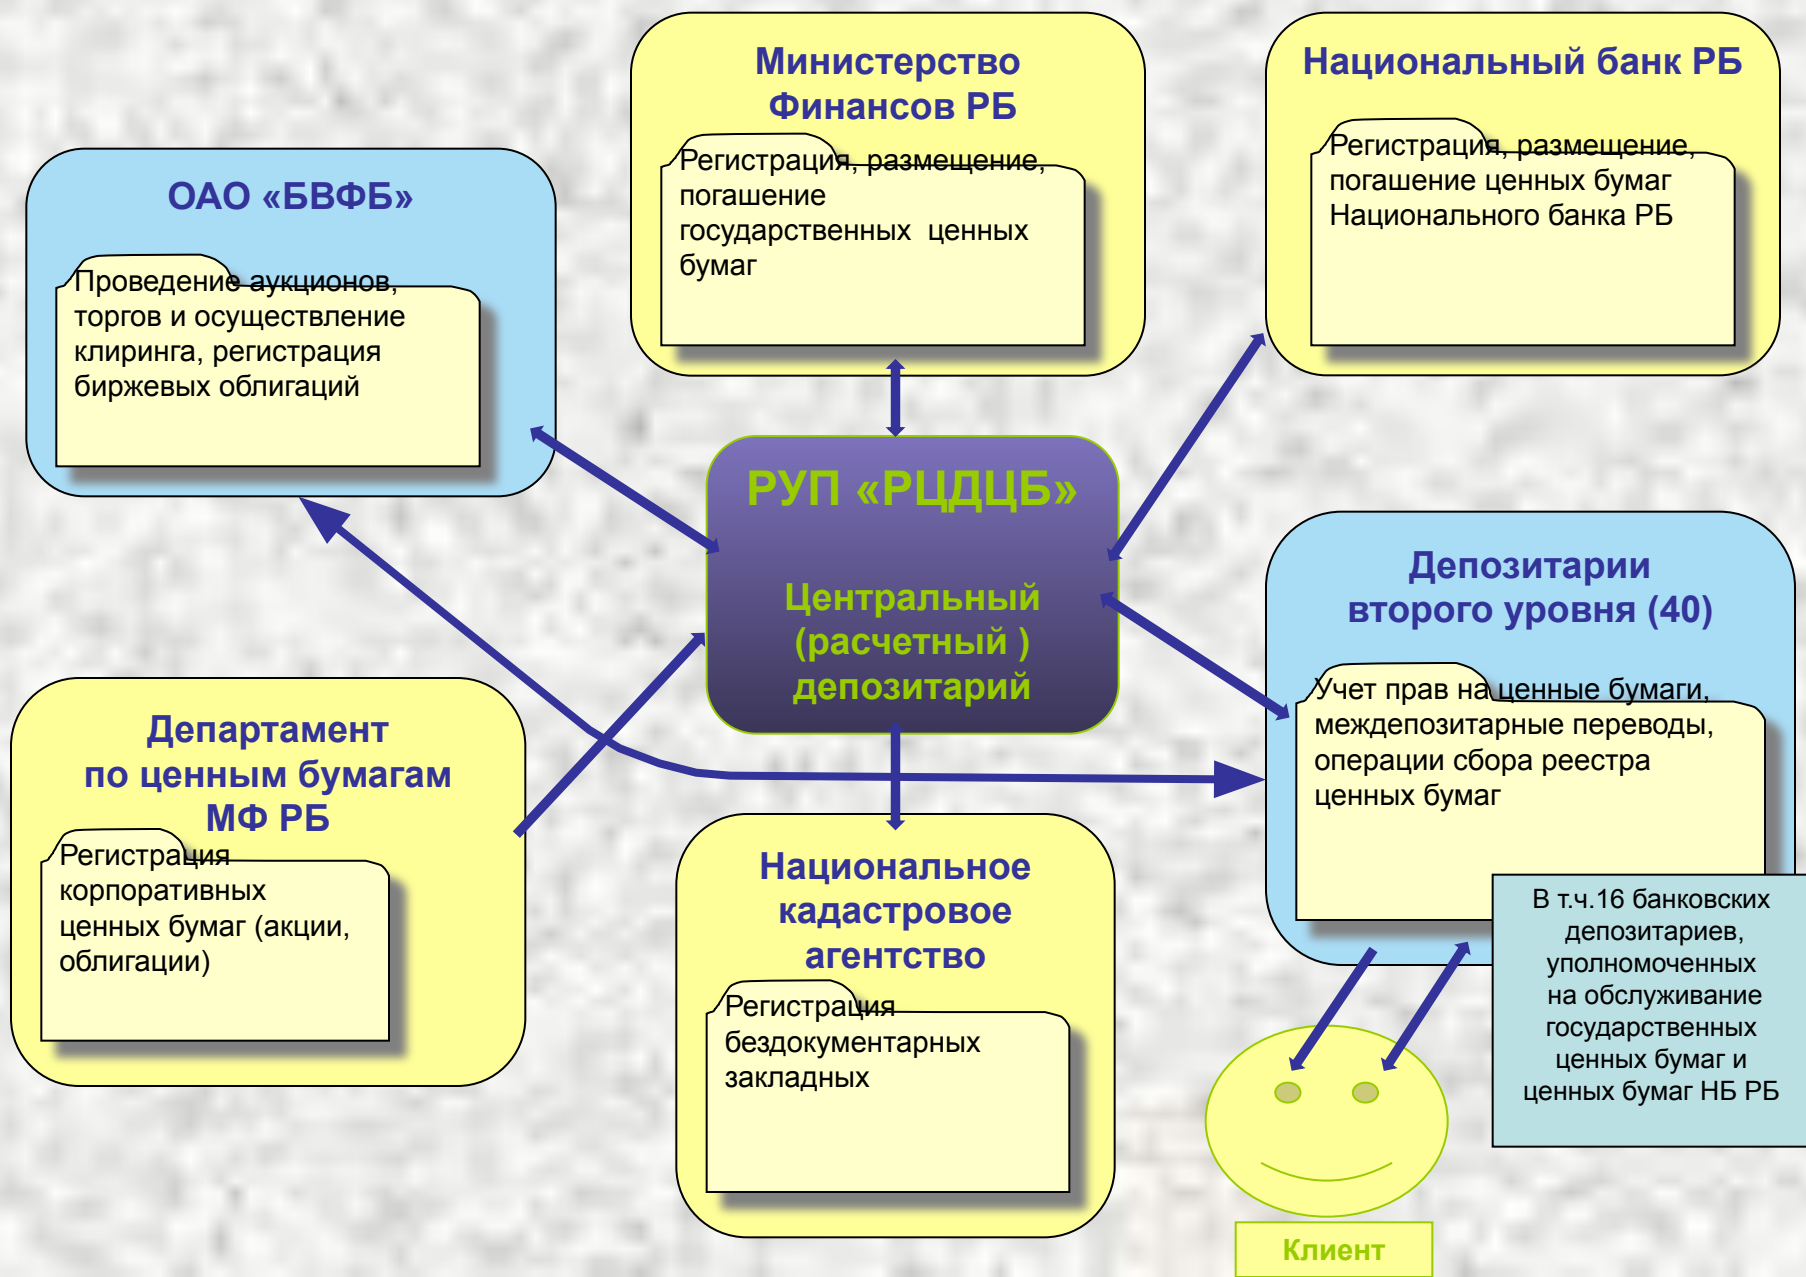 Министерство
Финансов РБ
Регистрация, размещение,
погашение
государственных ценных
бумаг
Национальный банк РБ
Регистрация, размещение,
погашение ценных бумаг
Национального банка РБ
ОАО «БВФБ»
Проведение аукционов,
торгов и осуществление
клиринга, регистрация
биржевых облигаций
РУП «РЦДЦБ»
Центральный
(расчетный )
депозитарий
Депозитарии
второго уровня (40)
Учет прав на ценные бумаги,
междепозитарные переводы,
операции сбора реестра
ценных бумаг
В т.ч.16 банковских
депозитариев,
уполномоченных
на обслуживание
государственных
ценных бумаг и
ценных бумаг НБ РБ
Департамент
по ценным бумагам
МФ РБ
Регистрация
корпоративных
ценных бумаг (акции,
облигации)
Национальное
кадастровое
агентство
Регистрация
бездокументарных
закладных
Клиент